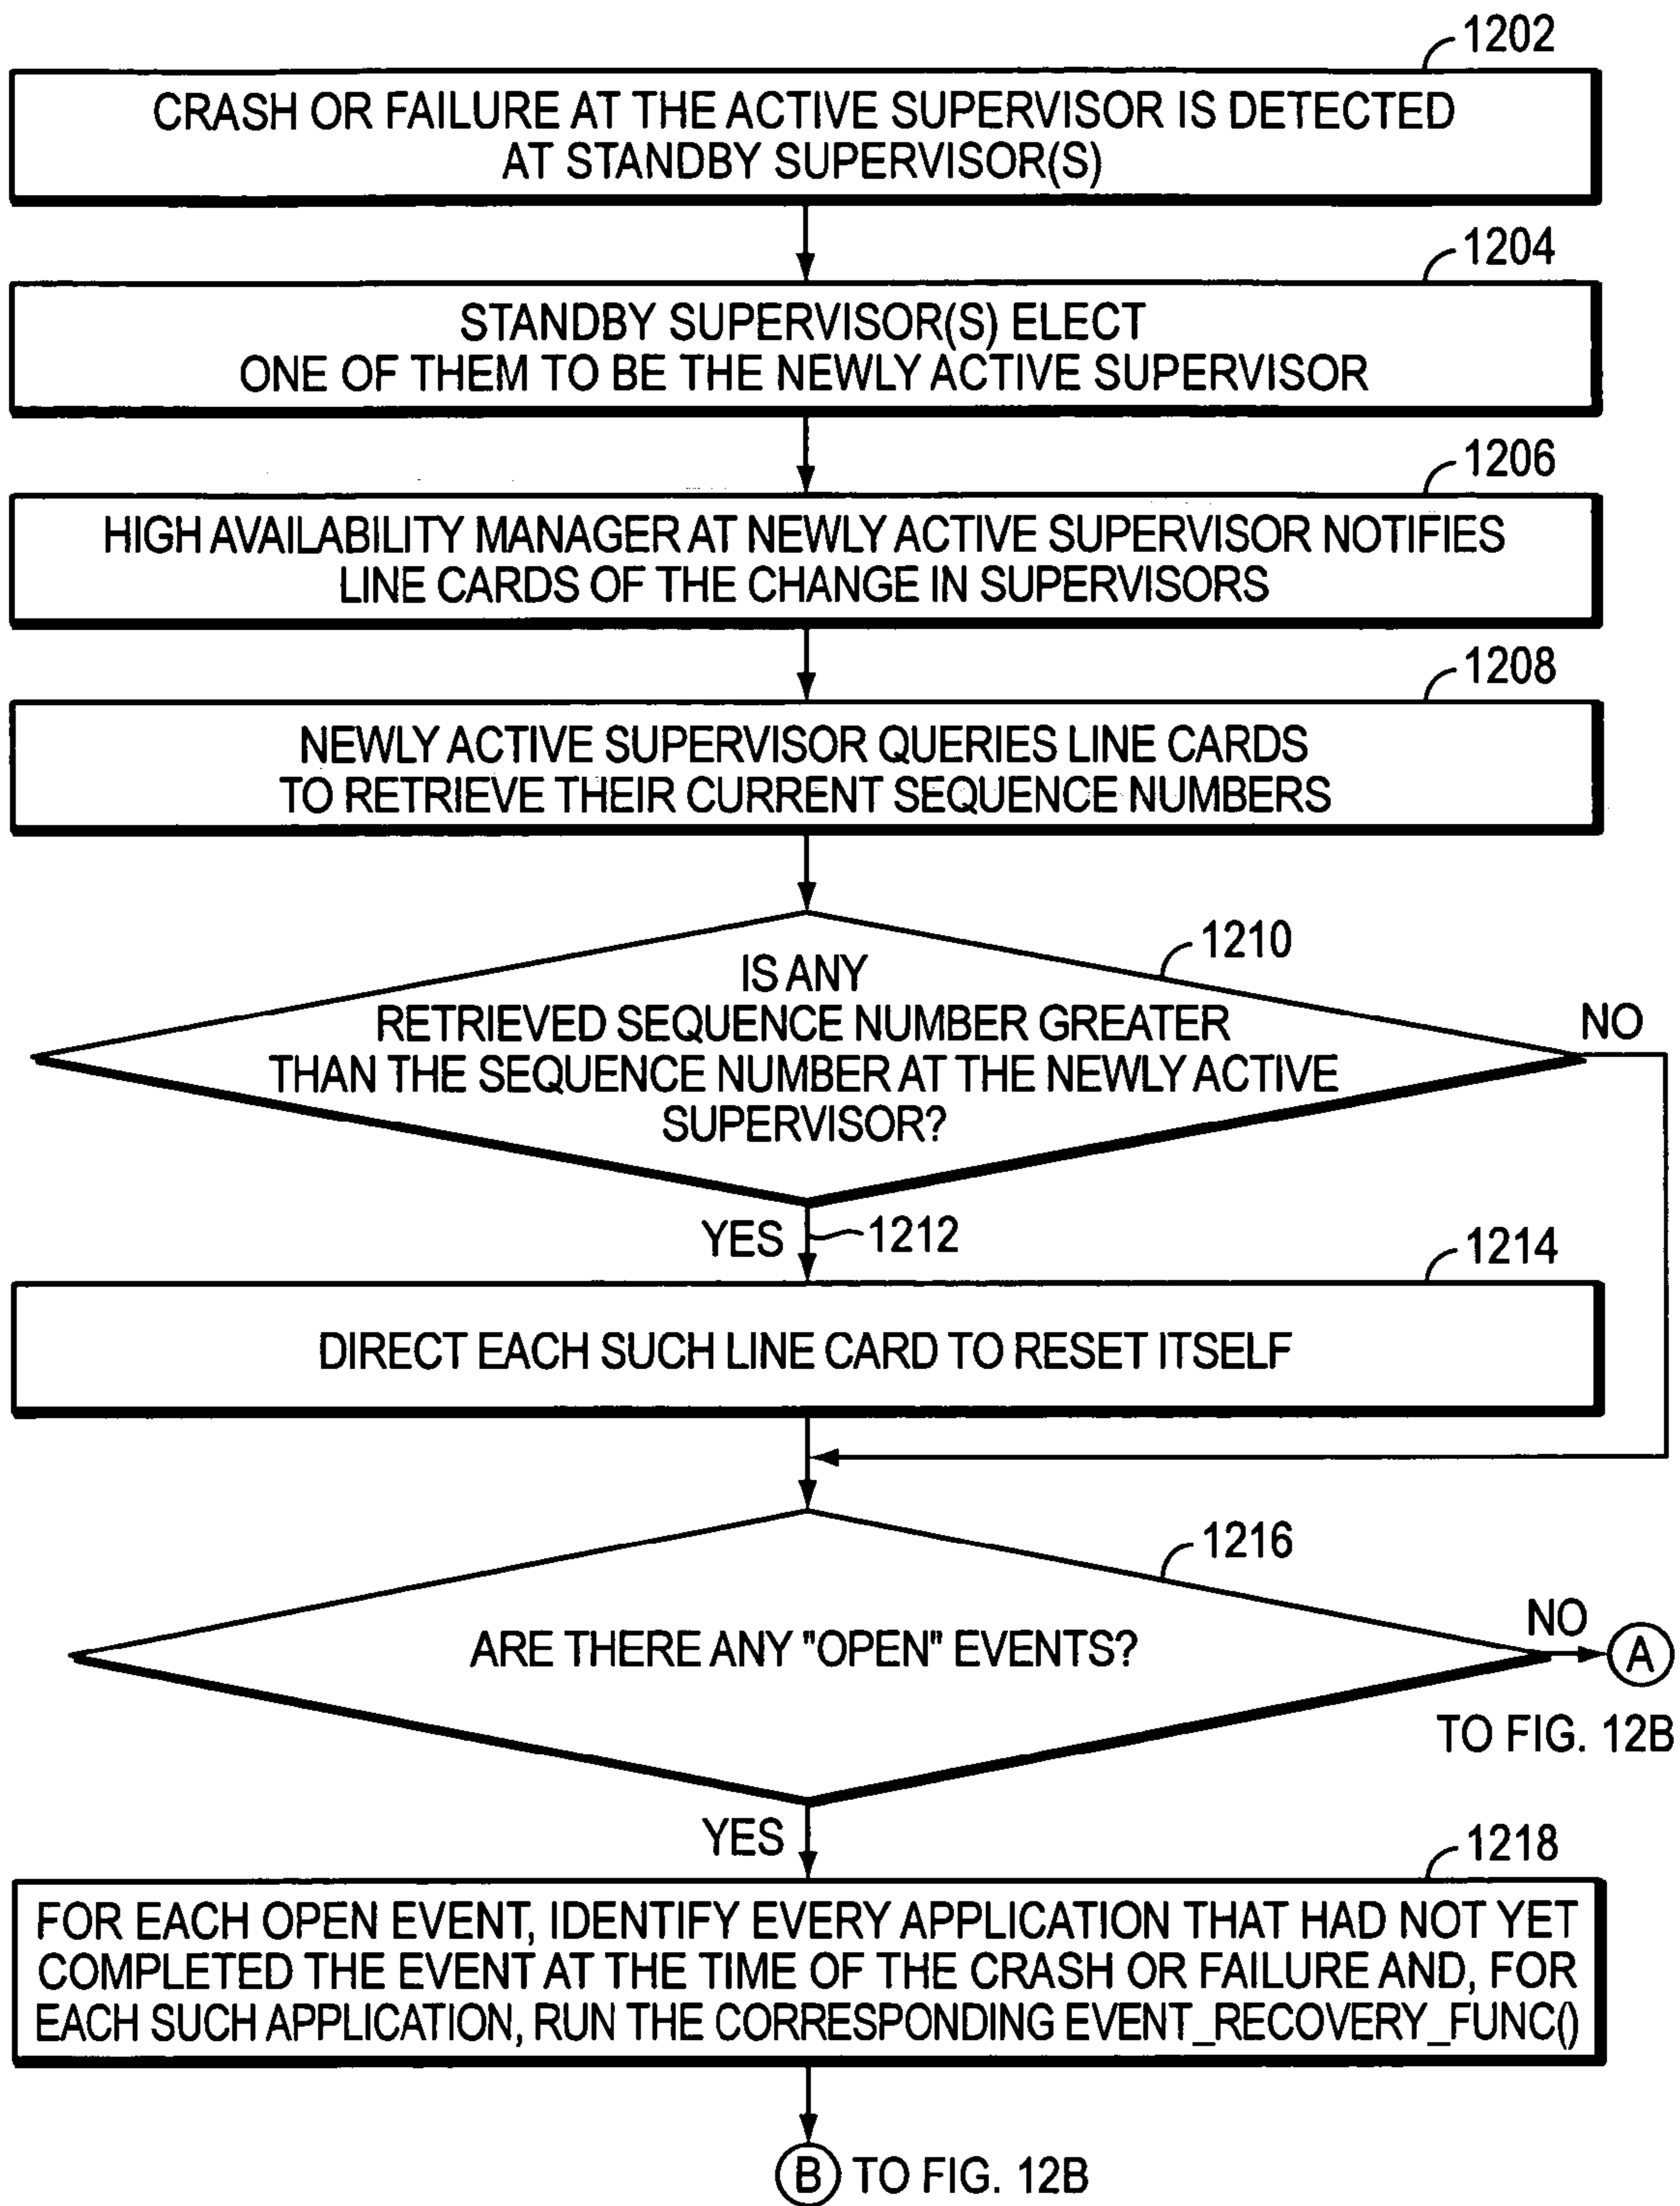 1202
CRASH OR FAILURE AT THE ACTIVE SUPERVISOR IS DETECTED
AT STANDBY SUPERVISOR(S)
1204
STANDBY SUPERVISOR(S) ELECT
ONE OF THEM TO BE THE NEWLY ACTIVE SUPERVISOR
1206
HIGH AVAILABILITY MANAGER AT NEWLY ACTIVE SUPERVISOR NOTIFIES
LINE CARDS OF THE CHANGE IN SUPERVISORS
1208
NEWLY ACTIVE SUPERVISOR QUERIES LINE CARDS
TO RETRIEVE THEIR CURRENT SEQUENCE NUMBERS
1210
IS ANY
RETRIEVED SEQUENCE NUMBER GREATER
THAN THE SEQUENCE NUMBER AT THE NEWLY ACTIVE
SUPERVISOR?
NO
YES
1212
1214
DIRECT EACH SUCH LINE CARD TO RESET ITSELF
1216
ARE THERE ANY "OPEN" EVENTS?
NO
A
TO FIG. 12B
YES
1218
FOR EACH OPEN EVENT, IDENTIFY EVERY APPLICATION THAT HAD NOT YET
COMPLETED THE EVENT AT THE TIME OF THE CRASH OR FAILURE AND, FOR
EACH SUCH APPLICATION, RUN THE CORRESPONDING EVENT_RECOVERY_FUNC()
B TO FIG. 12B